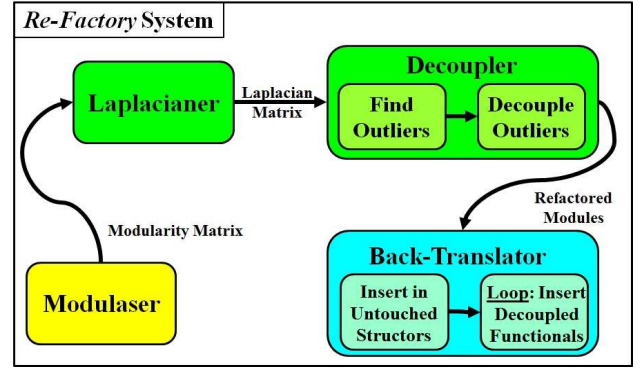 Re-Factory System
Laplacianer
Laplacian
Matrix
Decoupler
Find
Outliers
Decouple
Outliers
Modularity Matrix
Modulaser
Refactored
Modules
Back-Translator
Insert in
Untouched
Structors
Loop: Insert
Decoupled
Functionals